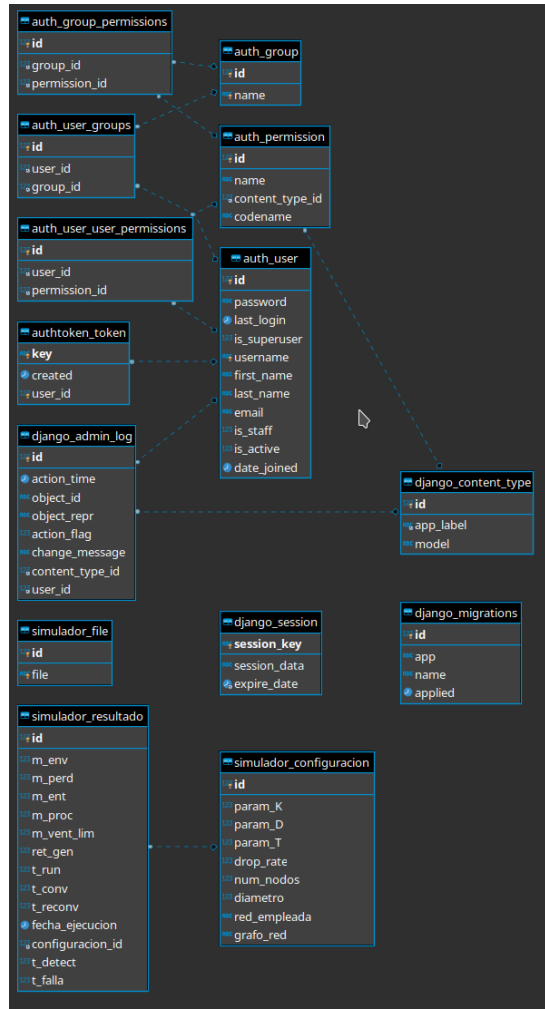 auth_group_permissions
id
group_id
permission_id
auth_group
id
name
auth_user_groups
id
user_id
group_id
auth_permission
id
name
content_type_id
codename
auth_user_user_permissions
id
user_id
permission_id
auth_user
id
password
last_login
is_superuser
username
first_name
last_name
email
is_staff
is_active
date_joined
authtoken_token
key
created
user_id
django_admin_log
id
action_time
object_id
object_repr
action_flag
change_message
content_type_id
user_id
django_content_type
id
app_label
model
simulador_file
id
file
django_session
session_key
session_data
expire_date
django_migrations
id
app
name
applied
simulador_resultado
id
m_env
m_perd
m_ent
m_proc
m_vent_lim
ret_gen
t_run
t_conv
t_reconv
fecha_ejecucion
configuracion_id
t_detect
t_falla
simulador_configuracion
id
param_K
param_D
param_T
drop_rate
num_nodos
diametro
red_empleada
grafo_red